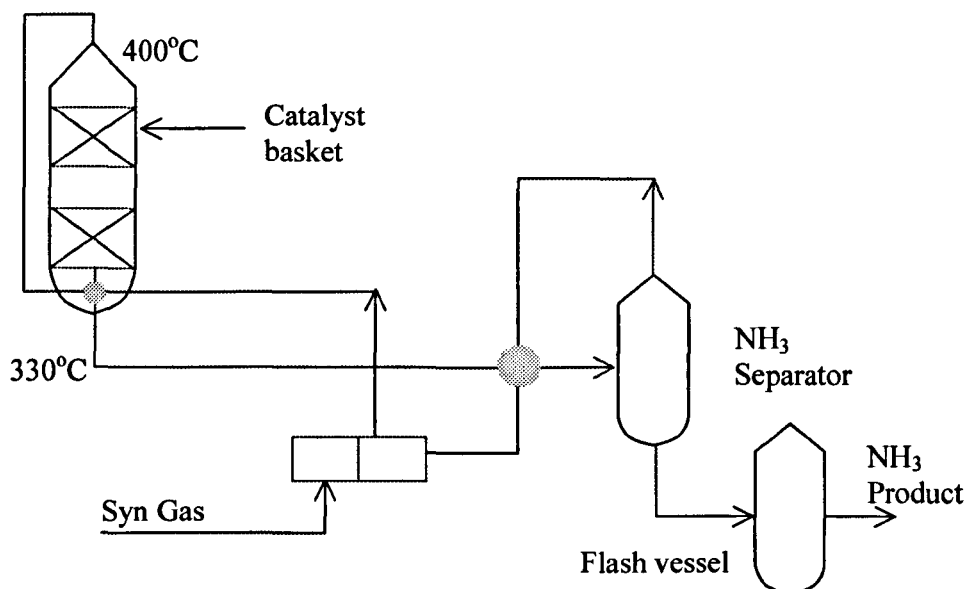 400°C
Catalyst
basket
330°C
NH₃
Separator
Syn Gas
NH₃
Product
Flash vessel